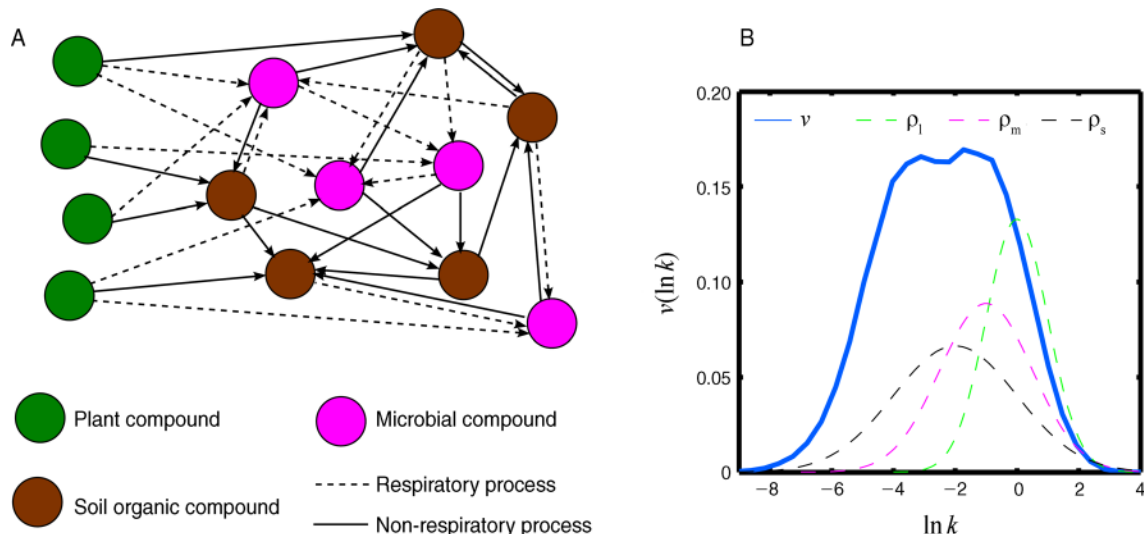 A
Plant compound
Microbial compound
Soil organic compound
Respiratory process
Non-respiratory process
B
ν ρl ρm ρs
0.20
0.15
0.10
0.05
0
ν(ln k)
−8 −6 −4 −2 0 2 4
ln k